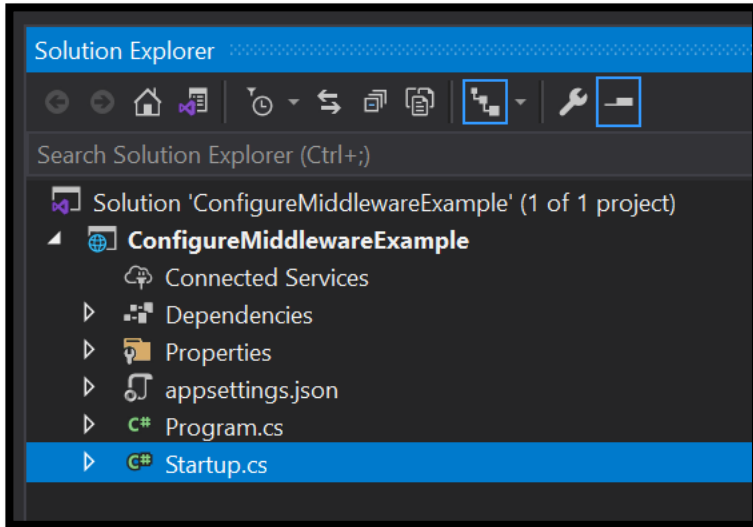 Solution Explorer
Search Solution Explorer (Ctrl+;)
Solution 'ConfigureMiddlewareExample' (1 of 1 project)
ConfigureMiddlewareExample
Connected Services
Dependencies
Properties
appsettings.json
C# Program.cs
C# Startup.cs